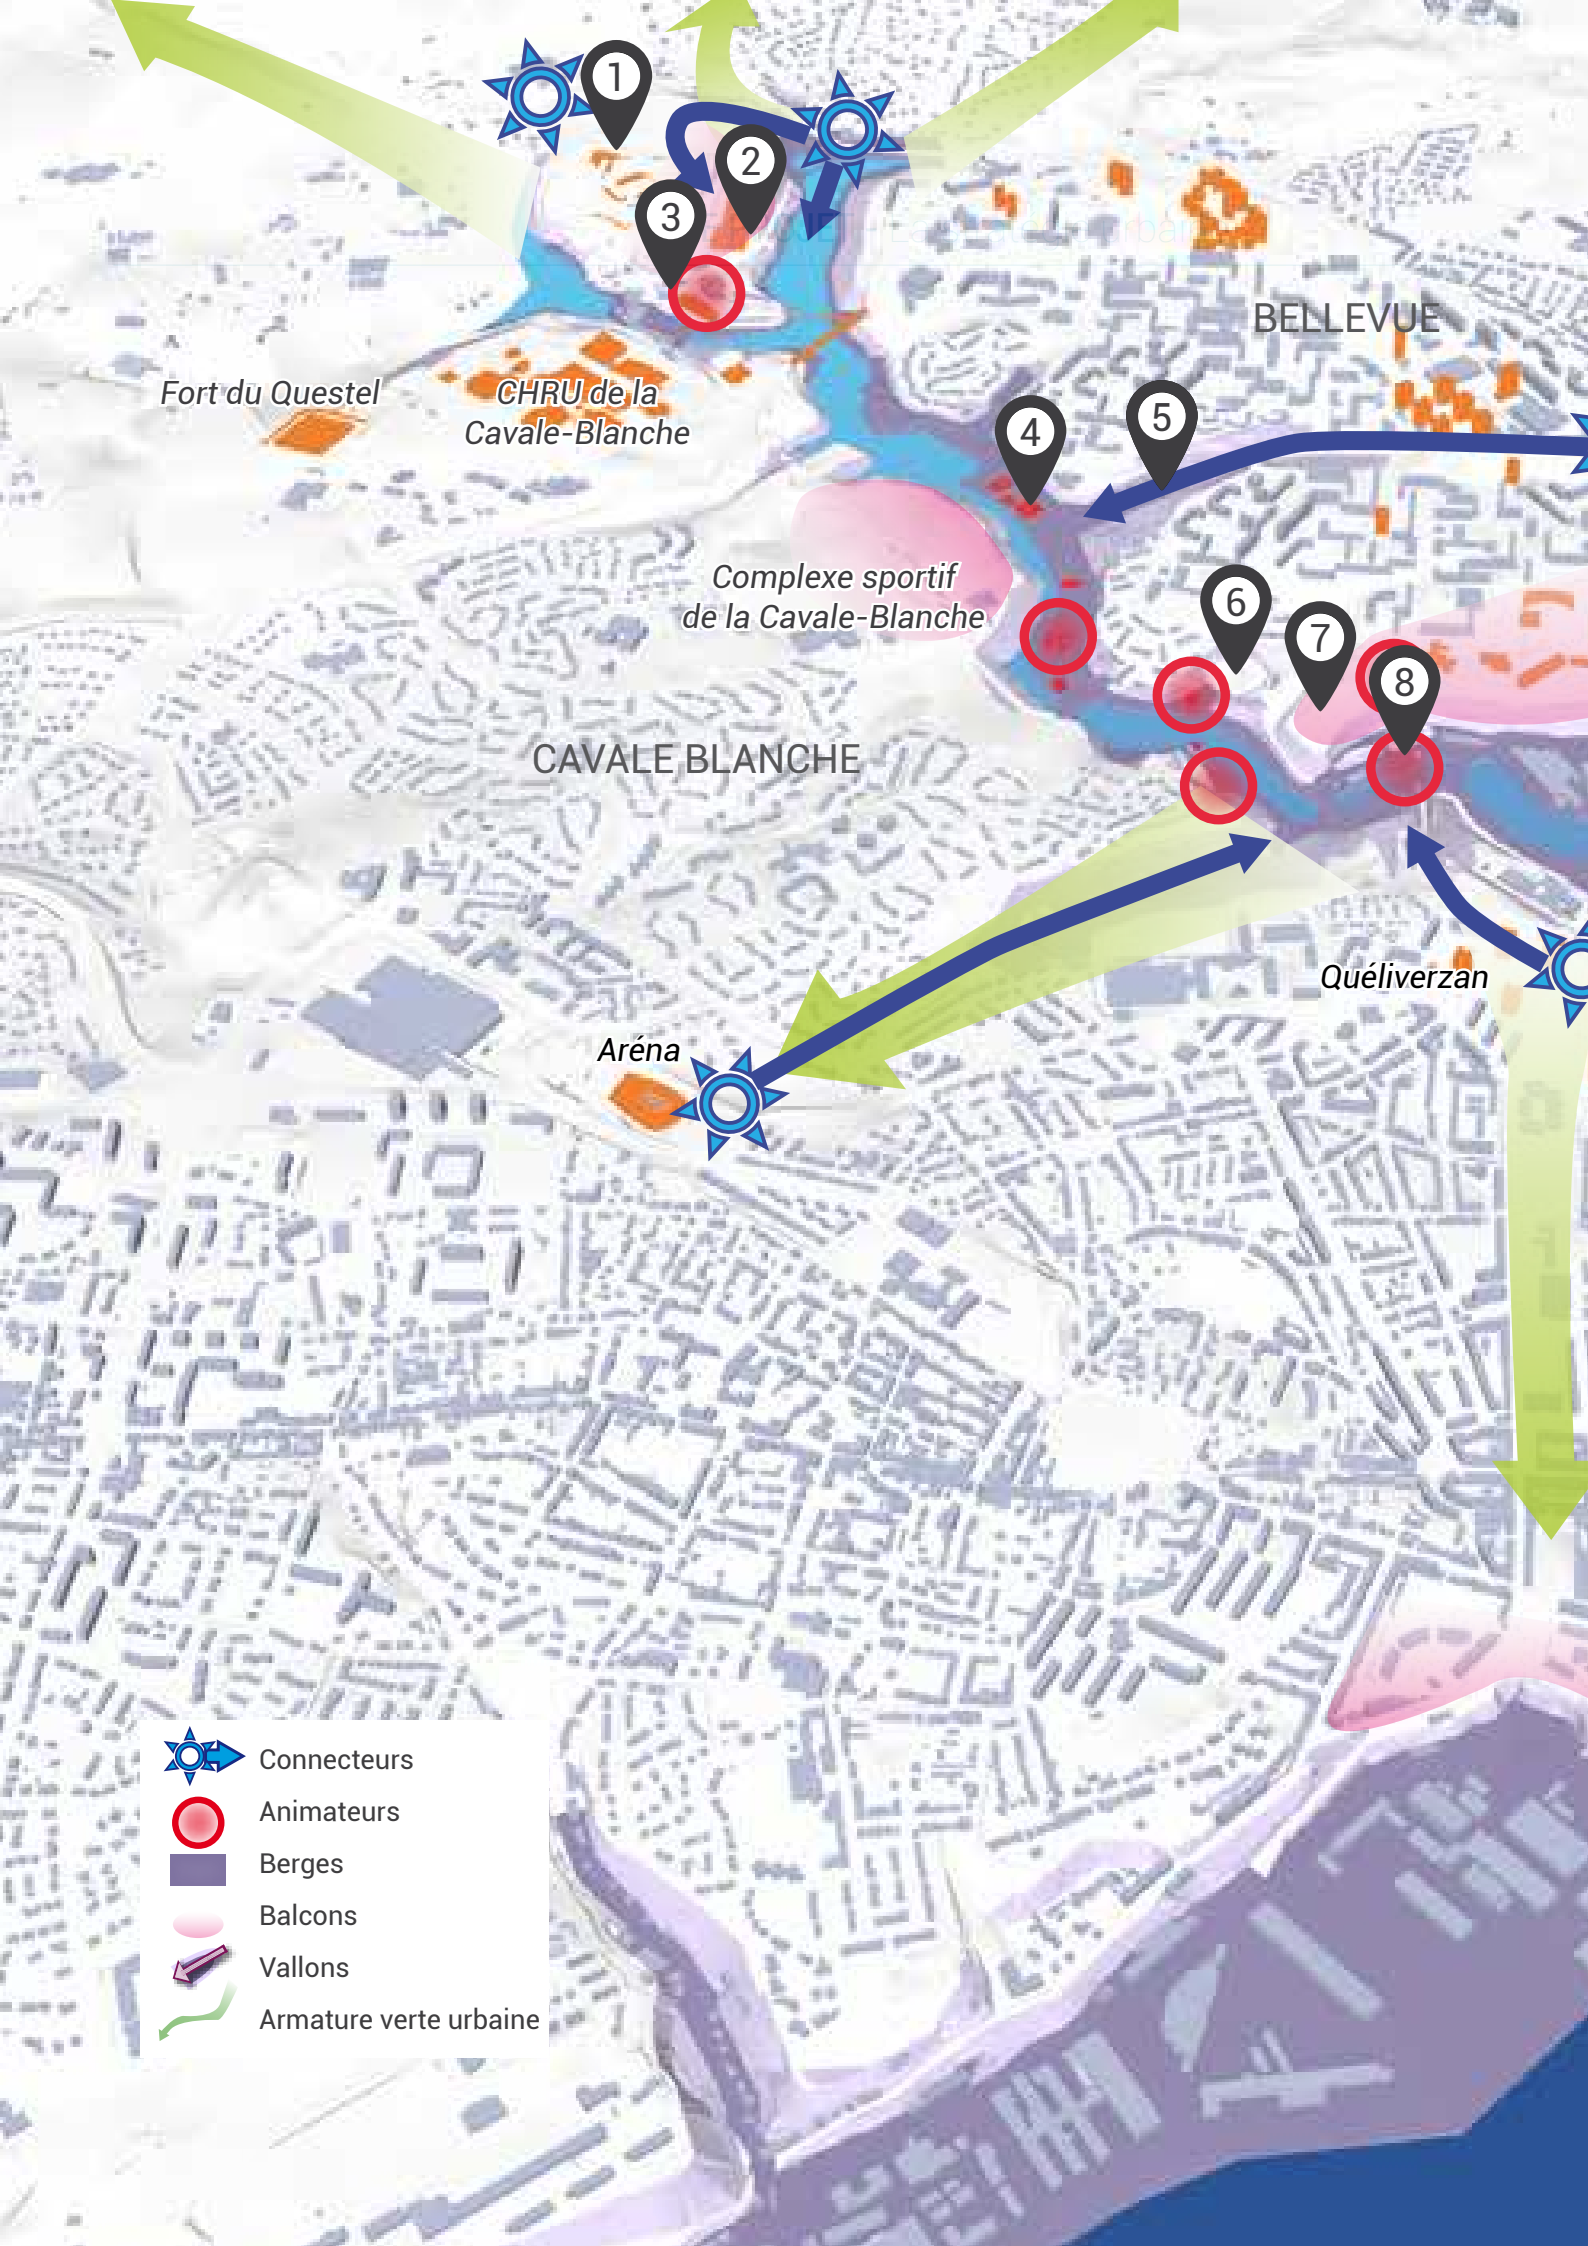 1
2
3
BELLEVUE
Fort du Questel
CHRU de la
Cavale-Blanche
4
5
Complexe sportif
de la Cavale-Blanche
6
7
8
CAVALE BLANCHE
Quéliverzan
Aréna
Connecteurs
Animateurs
Berges
Balcons
Vallons
Armature verte urbaine